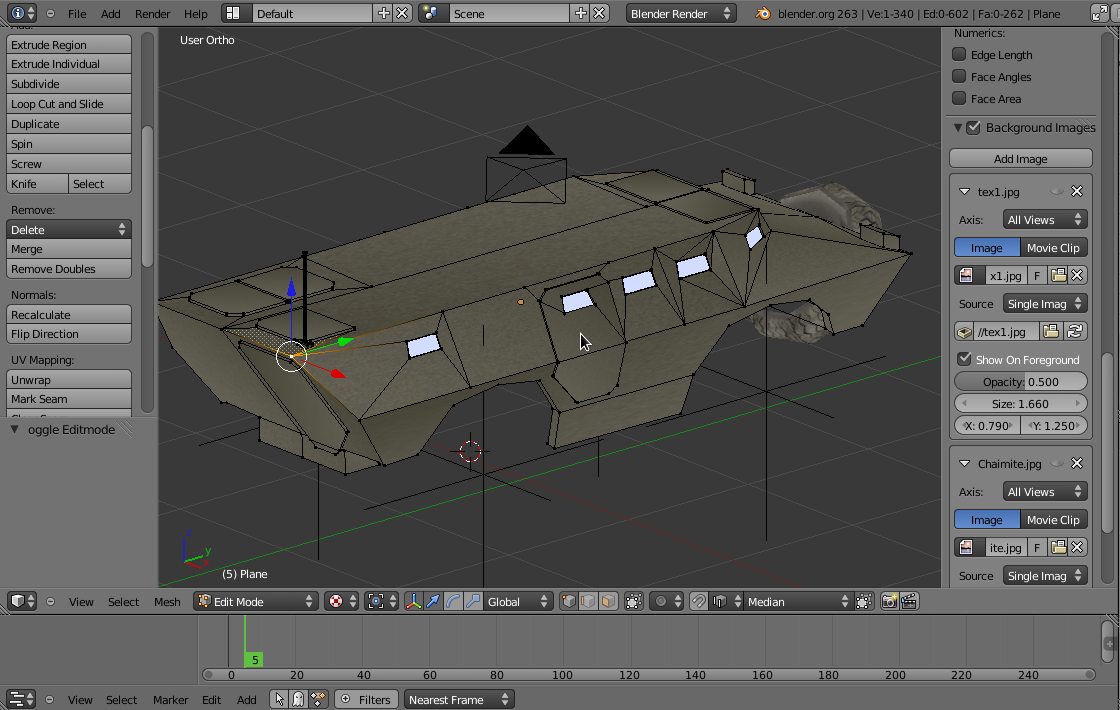 File Add Render Help Default Scene Blender Render blender.org 263 | Ve:1-340 | Ed:0-602 | Fa:0-262 | Plane
Extrude Region
Extrude Individual
Subdivide
Loop Cut and Slide
Duplicate
Spin
Screw
Knife Select
Remove:
Delete
Merge
Remove Doubles
Normals:
Recalculate
Flip Direction
UV Mapping:
Unwrap
Mark Seam
oggle Editmode
User Ortho
y
(5) Plane
Numerics:
Edge Length
Face Angles
Face Area
Background Images
Add Image
tex1.jpg
Axis: All Views
Image Movie Clip
x1.jpg F
Source Single Imag
//tex1.jpg
Show On Foreground
Opacity: 0.500
Size: 1.660
X: 0.790 Y: 1.250
Chaimite.jpg
Axis: All Views
Image Movie Clip
ite.jpg F
Source Single Imag
View Select Mesh Edit Mode Global Median
5
0 20 40 60 80 100 120 140 160 180 200 220 240
View Select Marker Edit Add Filters Nearest Frame